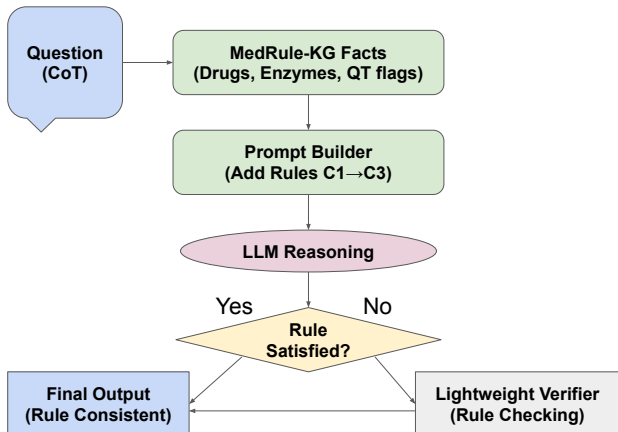 Question
(CoT)
MedRule-KG Facts
(Drugs, Enzymes, QT flags)
Prompt Builder
(Add Rules C1→C3)
LLM Reasoning
Yes
No
Rule
Satisfied?
Final Output
(Rule Consistent)
Lightweight Verifier
(Rule Checking)